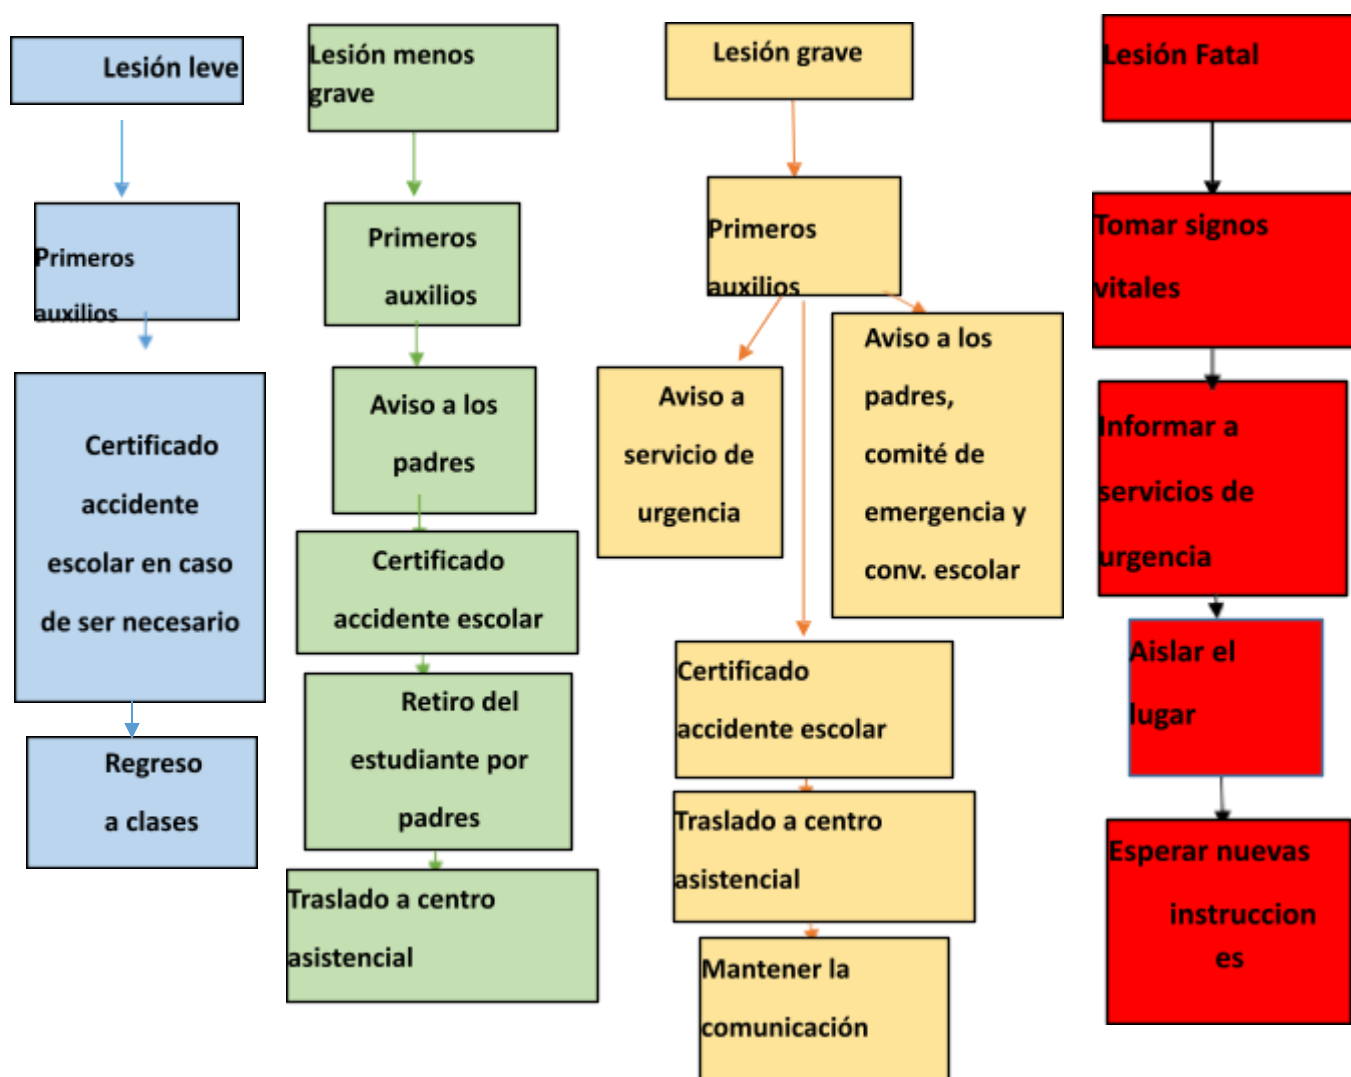 Lesión leve
Primeros
auxilios
Certificado
accidente
escolar en caso
de ser necesario
Regreso
a clases
Lesión menos
grave
Primeros
auxilios
Aviso a los
padres
Certificado
accidente escolar
Retiro del
estudiante por
padres
Traslado a centro
asistencial
Lesión grave
Primeros
auxilios
Aviso a
servicio de
urgencia
Aviso a los
padres,
comité de
emergencia y
conv. escolar
Certificado
accidente escolar
Traslado a centro
asistencial
Mantener la
comunicación
Lesión Fatal
Tomar signos
vitales
Informar a
servicios de
urgencia
Aislar el
lugar
Esperar nuevas
instruccion
es